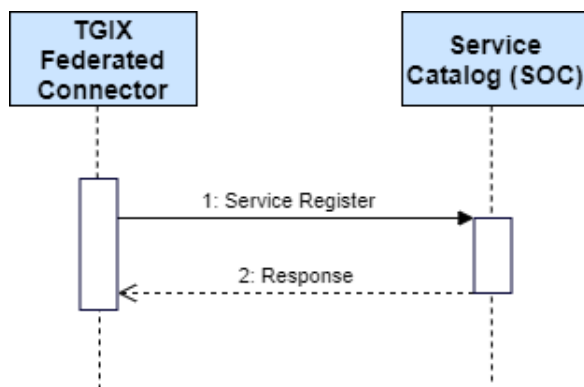 TGIX
Federated
Connector
Service
Catalog (SOC)
1: Service Register
2: Response